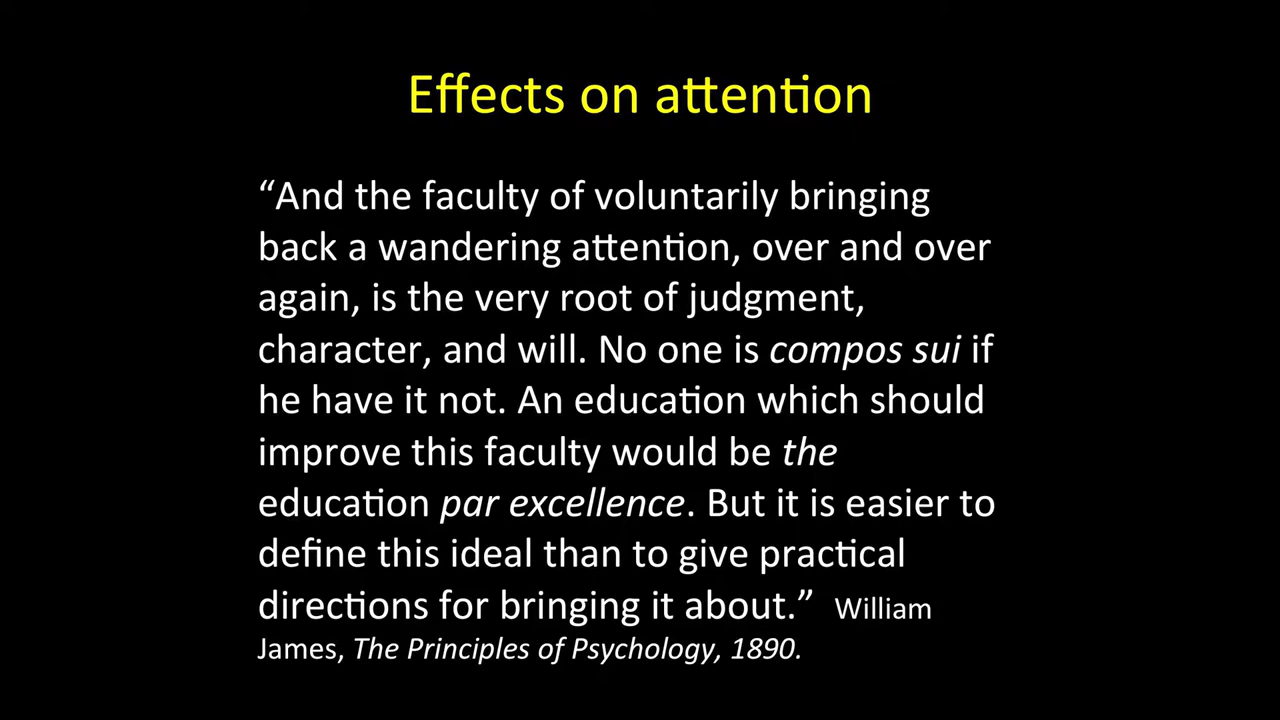 Effects on attention
“And the faculty of voluntarily bringing
back a wandering attention, over and over
again, is the very root of judgment,
character, and will. No one is compos sui if
he have it not. An education which should
improve this faculty would be the
education par excellence. But it is easier to
define this ideal than to give practical
directions for bringing it about.” William
James, The Principles of Psychology, 1890.